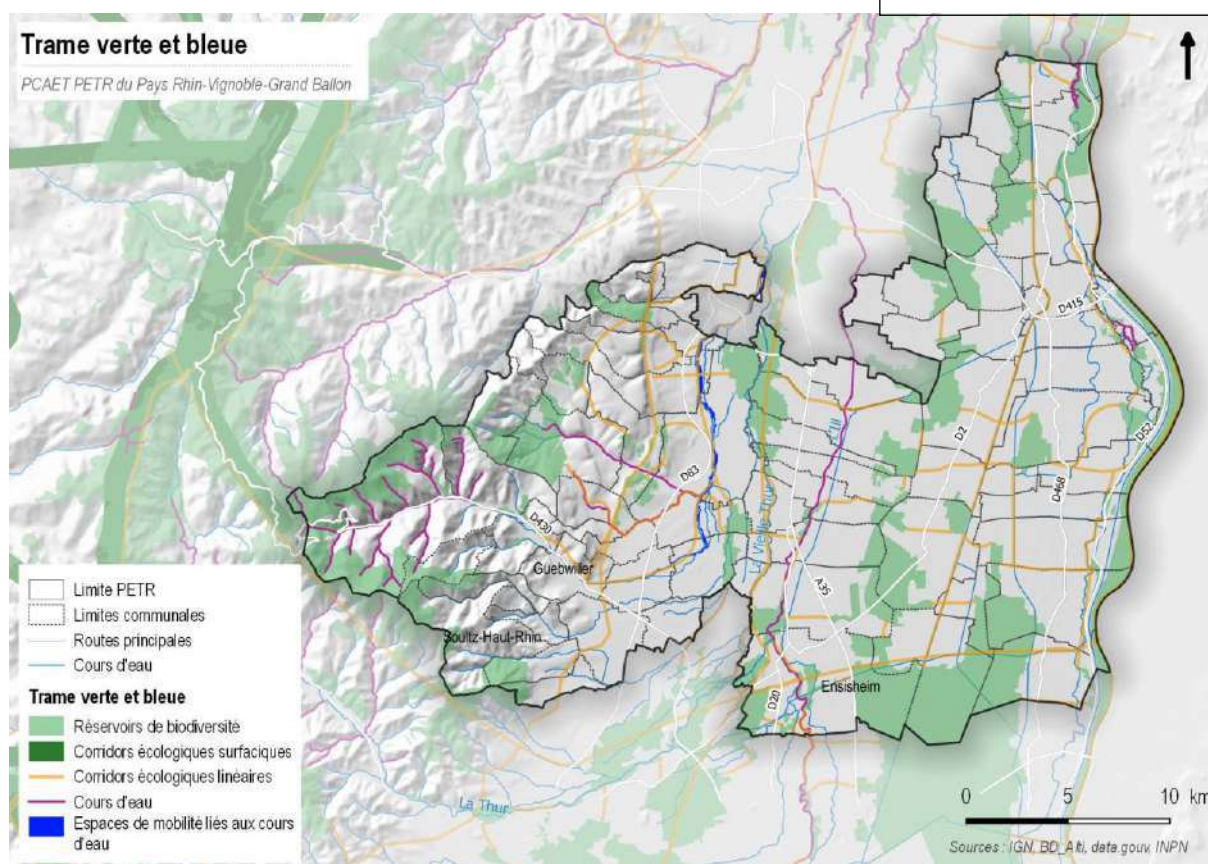 Trame verte et bleue
PCAET PETR du Pays Rhin-Vignoble-Grand Ballon
D415
D52
D2
D468
L'Ill
D83
La Vieille Thur
D430
Guebwiller
A35
Soultz-Haut-Rhin
Ensisheim
D20
La Thur
Limite PETR
Limites communales
Routes principales
Cours d'eau
Trame verte et bleue
Réservoirs de biodiversité
Corridors écologiques surfaciques
Corridors écologiques linéaires
Cours d'eau
Espaces de mobilité liés aux cours
d'eau
0 5 10 km
Sources : IGN, BD_Alti, data.gouv, INPN